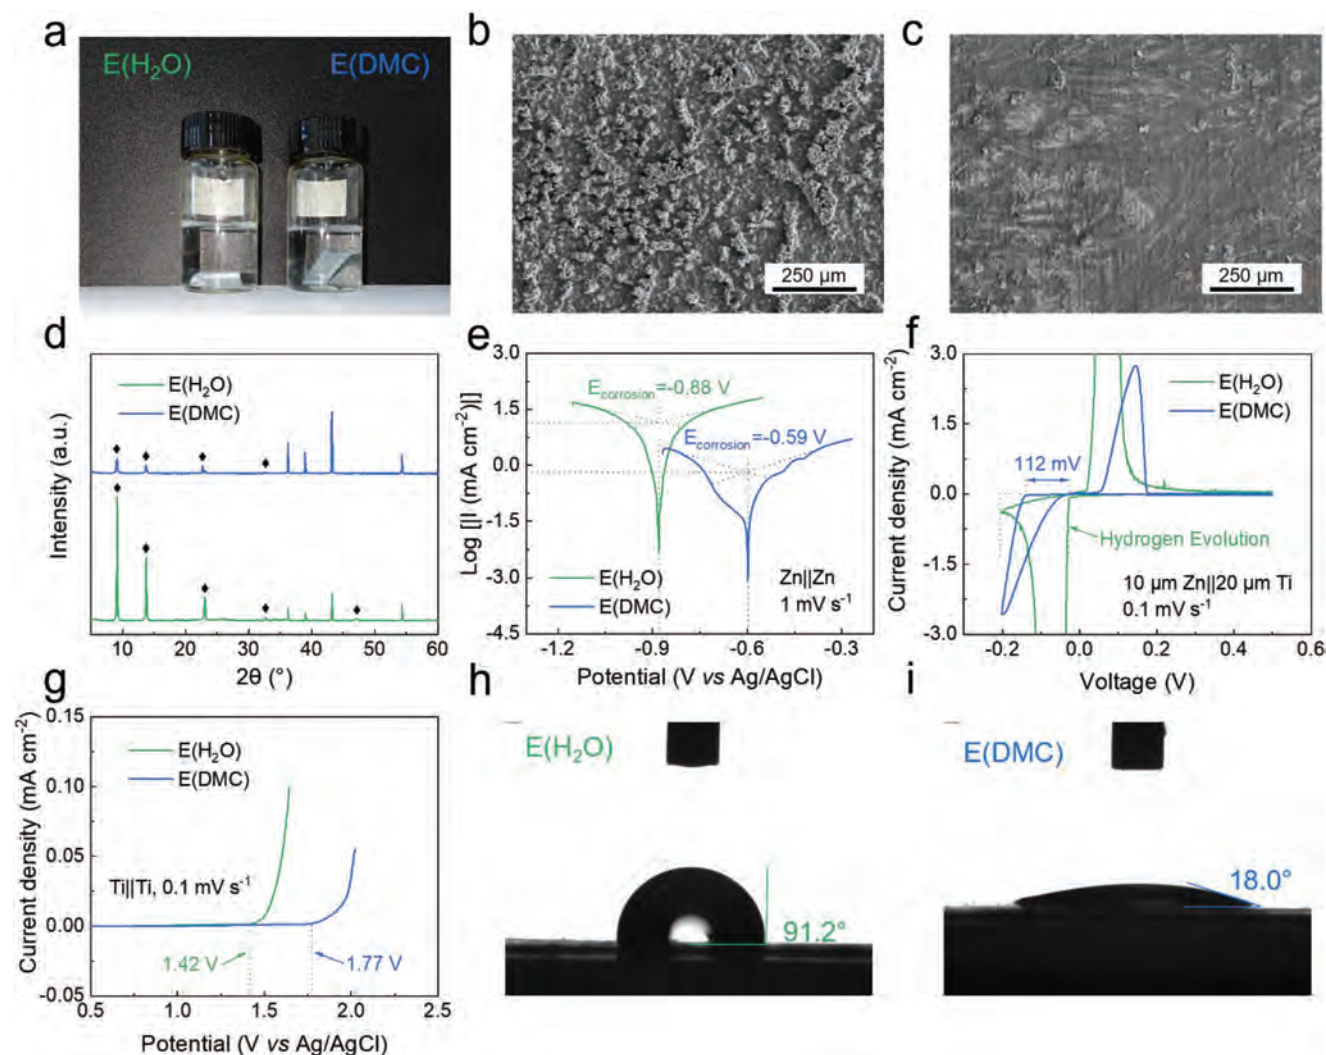 a
E(H₂O)
E(DMC)
b
250 μm
c
250 μm
d
E(H₂O)
E(DMC)
Intensity (a.u.)
10 20 30 40 50 60
2θ (°)
e
3.0
1.5
0.0
-1.5
-3.0
-4.5
Log [|I (mA cm⁻²)|]
E_corrosion=-0.88 V
E_corrosion=-0.59 V
E(H₂O)
E(DMC)
Zn||Zn
1 mV s⁻¹
-1.2 -0.9 -0.6 -0.3
Potential (V vs Ag/AgCl)
f
3.0
1.5
0.0
-1.5
-3.0
Current density (mA cm⁻²)
E(H₂O)
E(DMC)
112 mV
Hydrogen Evolution
10 μm Zn||20 μm Ti
0.1 mV s⁻¹
-0.2 0.0 0.2 0.4 0.6
Voltage (V)
g
0.15
0.10
0.05
0.00
-0.05
Current density (mA cm⁻²)
E(H₂O)
E(DMC)
Ti||Ti, 0.1 mV s⁻¹
1.42 V
1.77 V
0.5 1.0 1.5 2.0 2.5
Potential (V vs Ag/AgCl)
h
E(H₂O)
91.2°
i
E(DMC)
18.0°